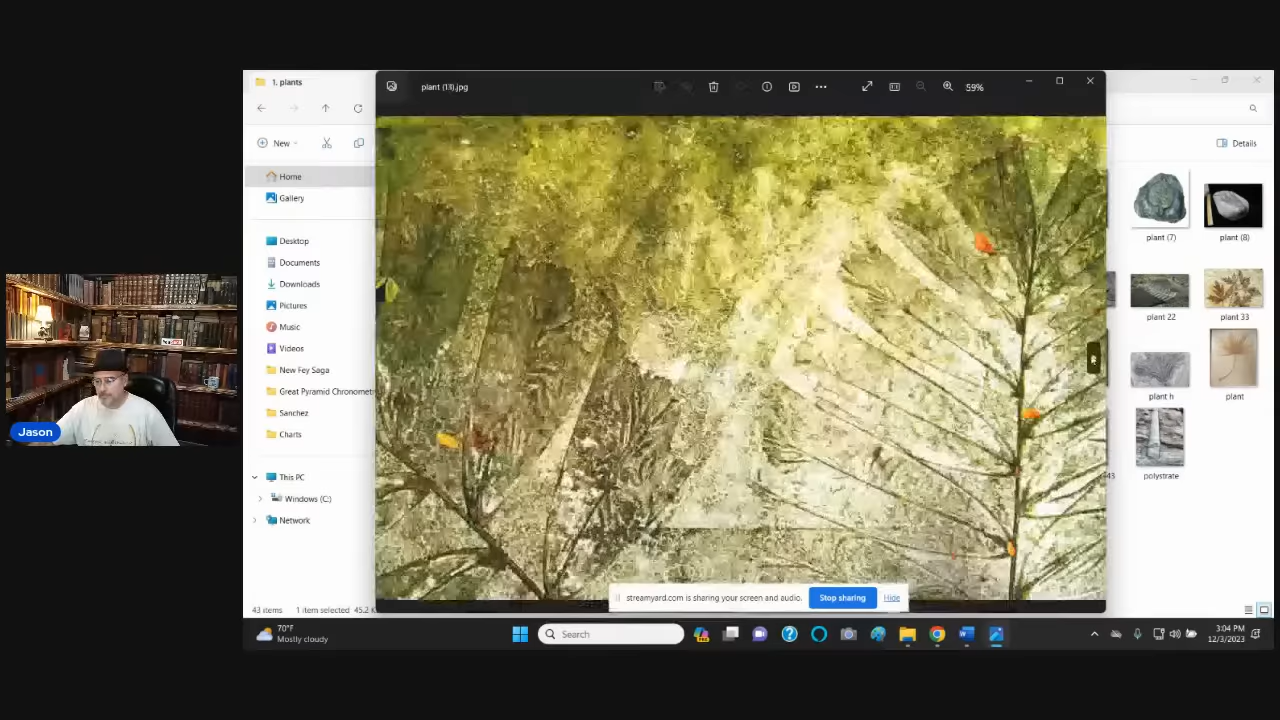 1. plants
plant (13).jpg
59%
New
Details
Home
Gallery
Desktop
Documents
Downloads
Pictures
Music
Videos
New Fey Saga
Great Pyramid Chronomet
Sanchez
Charts
This PC
Windows (C:)
Network
plant (7)
plant (8)
plant 22
plant 33
plant h
plant
43
polystrate
Jason
43 items
1 item selected
45.2 K
streamyard.com is sharing your screen and audio.
Stop sharing
Hide
70°F
Mostly cloudy
Search
3:04 PM
12/3/2023